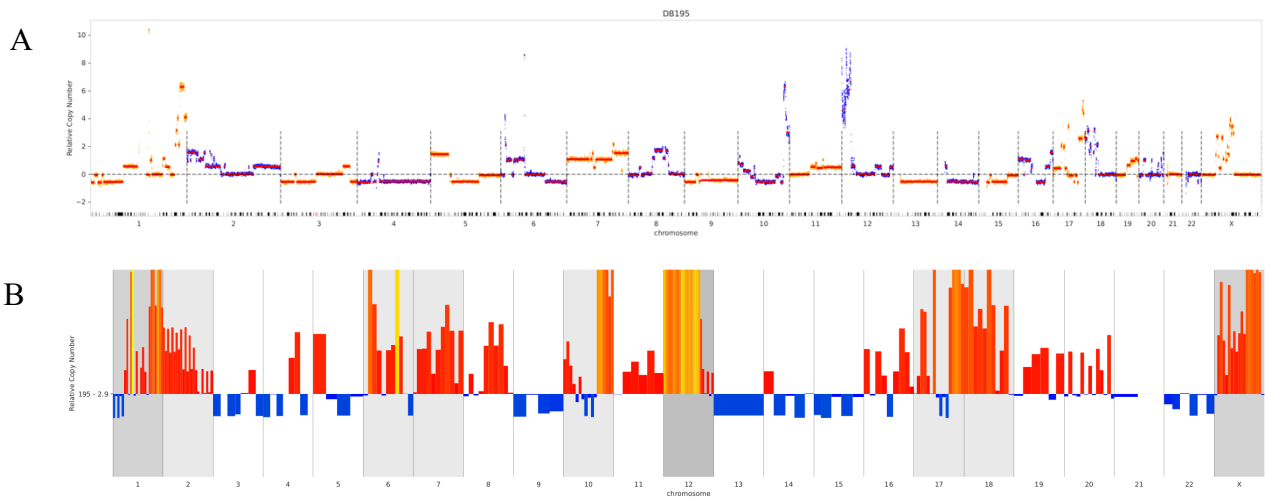 DB195
A
10
8
6
4
2
0
−2
Relative Copy Number
1 2 3 4 5 6 7 8 9 10 11 12 13 14 15 16 17 18 19 20 21 22 X
chromosome
B
Relative Copy Number
195 - 2.9
1 2 3 4 5 6 7 8 9 10 11 12 13 14 15 16 17 18 19 20 21 22 X
chromosome